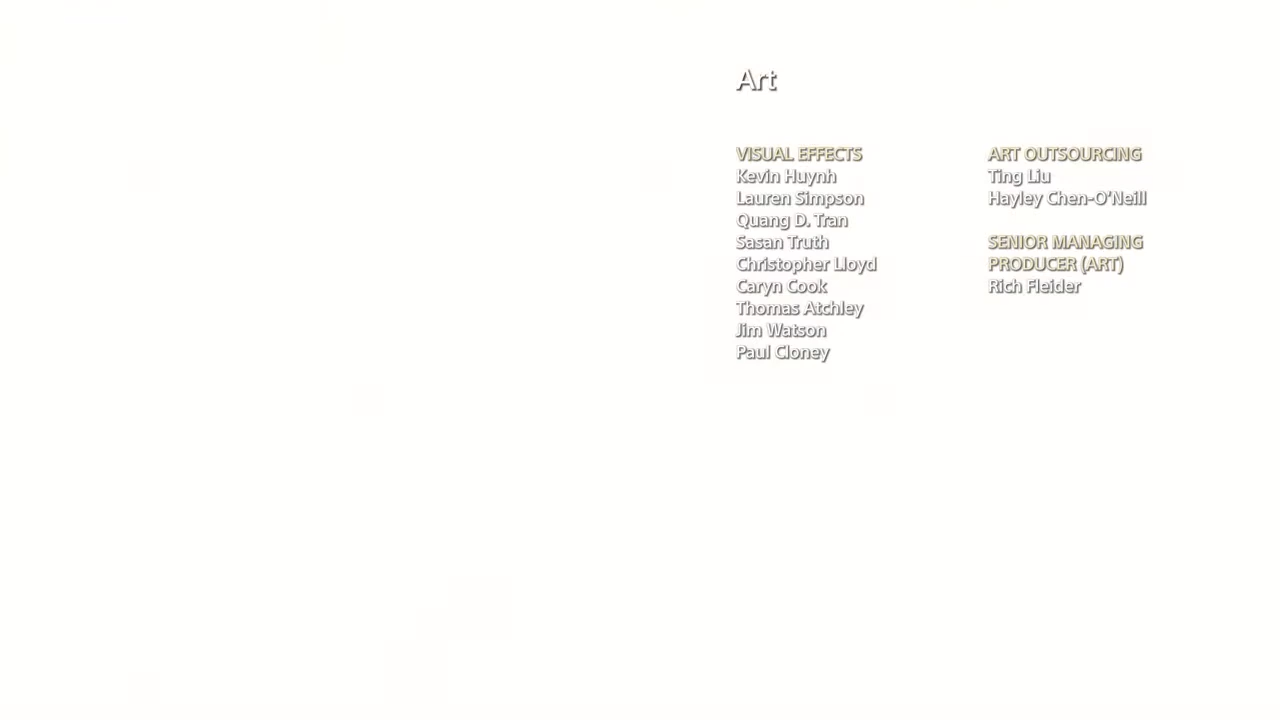 Art
VISUAL EFFECTS
Kevin Huynh
Lauren Simpson
Quang D. Tran
Sasan Truth
Christopher Lloyd
Caryn Cook
Thomas Atchley
Jim Watson
Paul Cloney
ART OUTSOURCING
Ting Liu
Hayley Chen-O'Neill
SENIOR MANAGING
PRODUCER (ART)
Rich Fleider